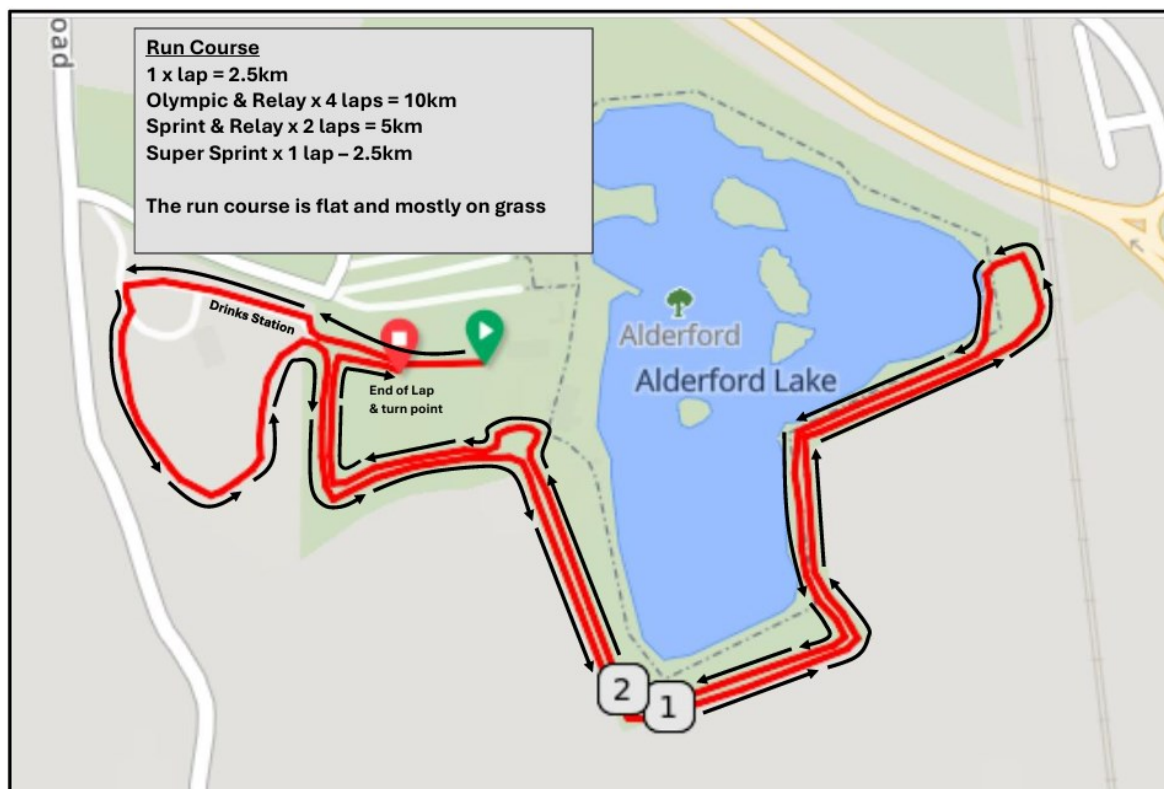 oad
Run Course
1 x lap = 2.5km
Olympic & Relay x 4 laps = 10km
Sprint & Relay x 2 laps = 5km
Super Sprint x 1 lap – 2.5km
The run course is flat and mostly on grass
Drinks Station
End of Lap
& turn point
Alderford
Alderford Lake
2
1